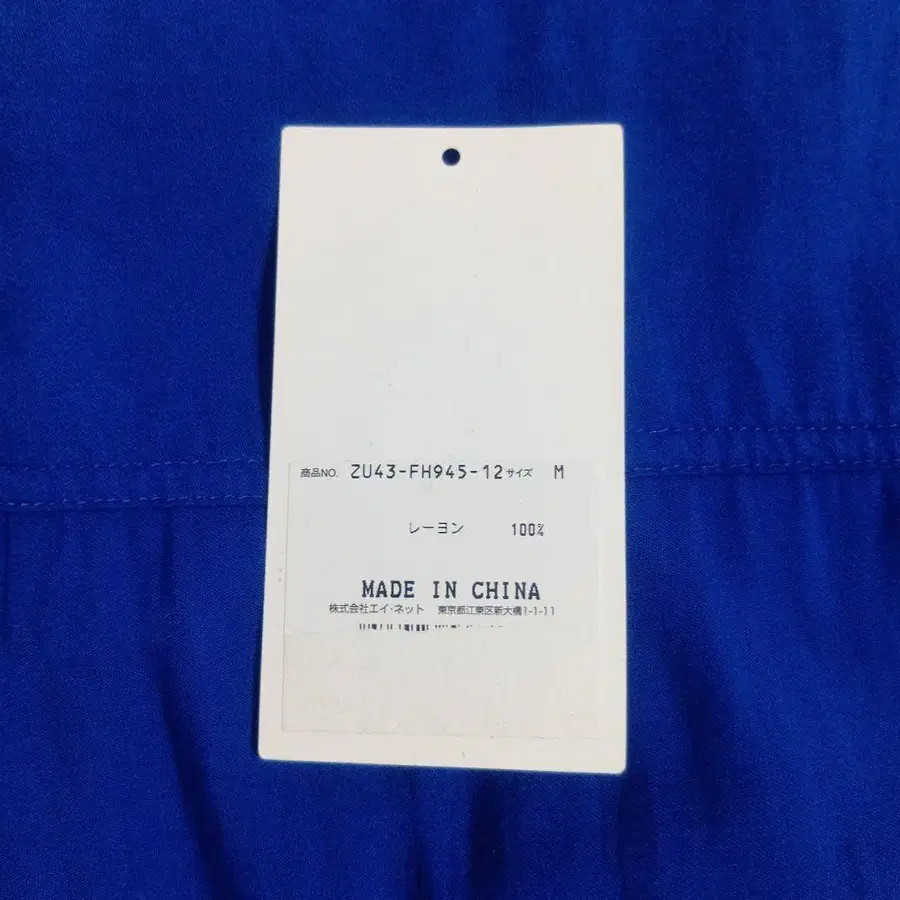 商品NO. ZU43-FH945-12 サイズ M
レーヨン 100%
MADE IN CHINA
株式会社エイ・ネット 東京都江東区新大橋1-1-11